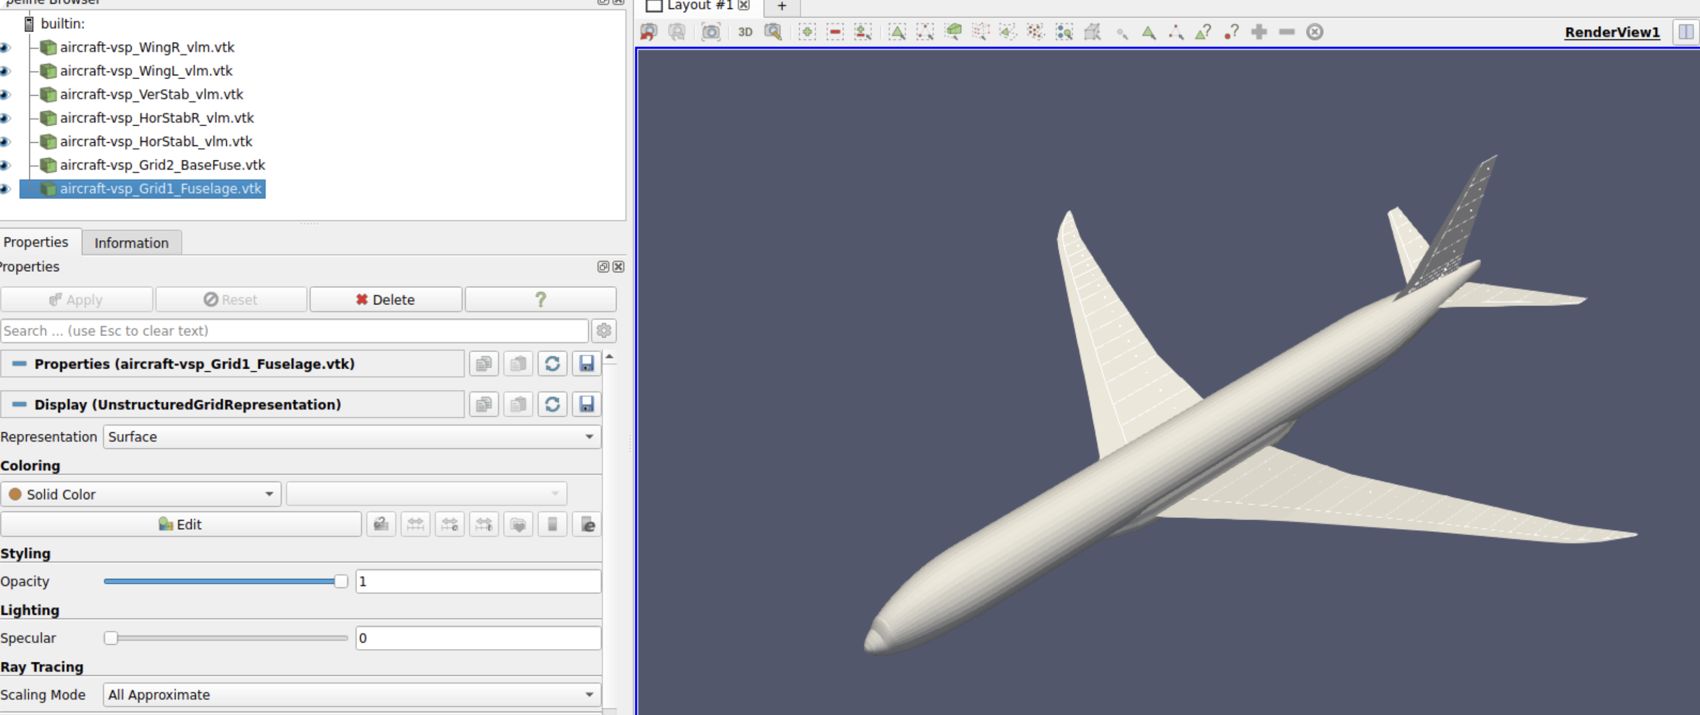 peline Browser
builtin:
aircraft-vsp_WingR_vlm.vtk
aircraft-vsp_WingL_vlm.vtk
aircraft-vsp_VerStab_vlm.vtk
aircraft-vsp_HorStabR_vlm.vtk
aircraft-vsp_HorStabL_vlm.vtk
aircraft-vsp_Grid2_BaseFuse.vtk
aircraft-vsp_Grid1_Fuselage.vtk
Properties Information
Properties
Apply Reset Delete ?
Search ... (use Esc to clear text)
Properties (aircraft-vsp_Grid1_Fuselage.vtk)
Display (UnstructuredGridRepresentation)
Representation Surface
Coloring
Solid Color
Edit
Styling
Opacity 1
Lighting
Specular 0
Ray Tracing
Scaling Mode All Approximate
Layout #1 +
3D RenderView1